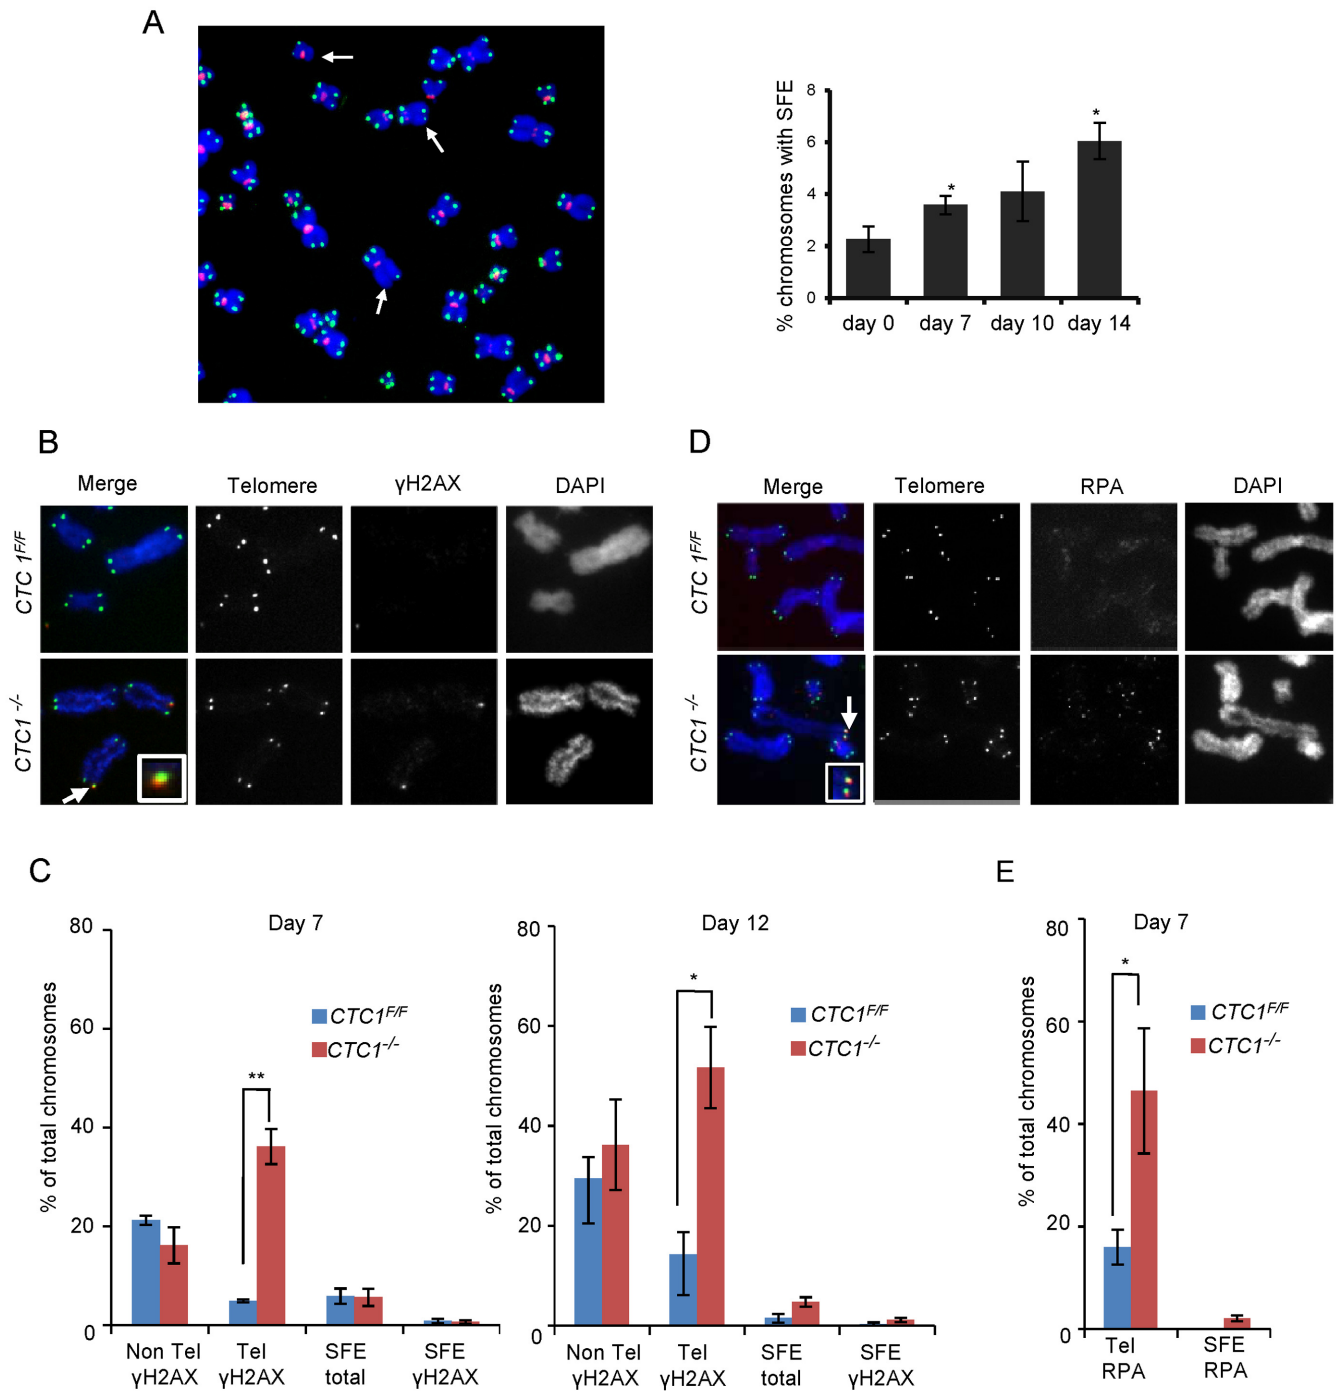 A
% chromosomes with SFE
8
6
4
2
0
*
*
day 0 day 7 day 10 day 14
B
Merge Telomere γH2AX DAPI
CTC 1F/F
CTC1 -/-
D
Merge Telomere RPA DAPI
CTC 1F/F
CTC1 -/-
C
Day 7
% of total chromosomes
80
60
40
20
0
**
CTC1F/F
CTC1-/-
Non Tel γH2AX
Tel γH2AX
SFE total
SFE γH2AX
Day 12
% of total chromosomes
80
60
40
20
0
*
CTC1F/F
CTC1-/-
Non Tel γH2AX
Tel γH2AX
SFE total
SFE γH2AX
E
Day 7
% of total chromosomes
80
60
40
20
0
*
CTC1F/F
CTC1-/-
Tel RPA
SFE RPA